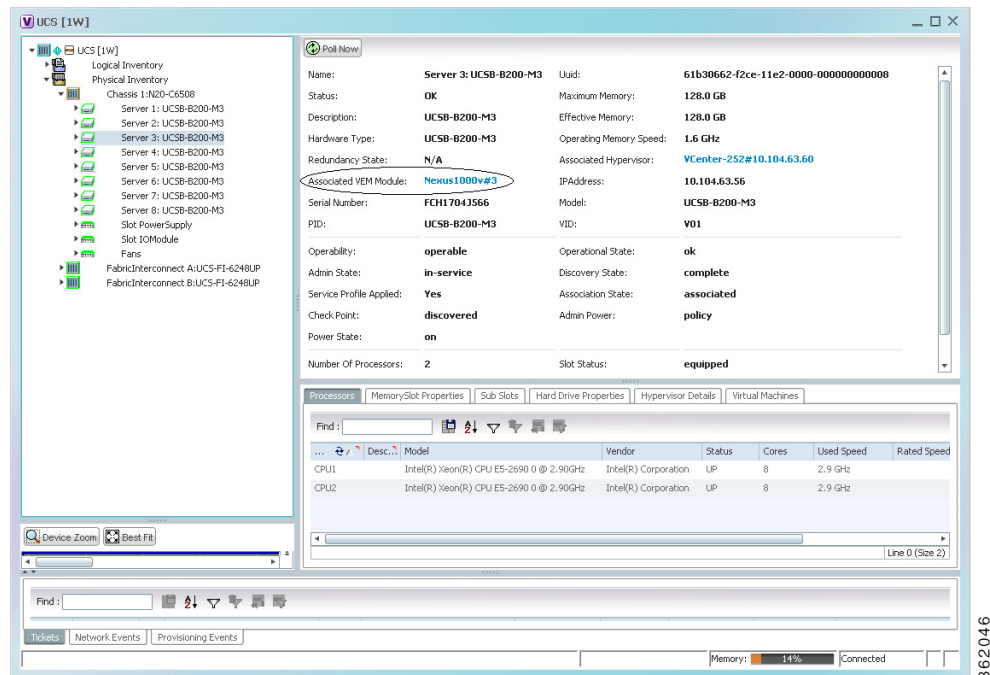 UCS [1W]
UCS [1W]
Logical Inventory
Physical Inventory
Chassis 1:N20-C6508
Server 1: UCSB-B200-M3
Server 2: UCSB-B200-M3
Server 3: UCSB-B200-M3
Server 4: UCSB-B200-M3
Server 5: UCSB-B200-M3
Server 6: UCSB-B200-M3
Server 7: UCSB-B200-M3
Server 8: UCSB-B200-M3
Slot PowerSupply
Slot IOModule
Fans
FabricInterconnect A:UCS-FI-6248UP
FabricInterconnect B:UCS-FI-6248UP
Device Zoom Best Fit
Poll Now
Name: Server 3: UCSB-B200-M3 Uuid: 61b30662-f2ce-11e2-0000-000000000008
Status: OK Maximum Memory: 128.0 GB
Description: UCSB-B200-M3 Effective Memory: 128.0 GB
Hardware Type: UCSB-B200-M3 Operating Memory Speed: 1.6 GHz
Redundancy State: N/A Associated Hypervisor: VCenter-252#10.104.63.60
Associated VEM Module: Nexus1000v#3 IPAddress: 10.104.63.56
Serial Number: FCH1704J566 Model: UCSB-B200-M3
PID: UCSB-B200-M3 VID: V01
Operability: operable Operational State: ok
Admin State: in-service Discovery State: complete
Service Profile Applied: Yes Association State: associated
Check Point: discovered Admin Power: policy
Power State: on
Number Of Processors: 2 Slot Status: equipped
Processors MemorySlot Properties Sub Slots Hard Drive Properties Hypervisor Details Virtual Machines
Find :
... Desc... Model Vendor Status Cores Used Speed Rated Speed
CPU1 Intel(R) Xeon(R) CPU E5-2690 0 @ 2.90GHz Intel(R) Corporation UP 8 2.9 GHz
CPU2 Intel(R) Xeon(R) CPU E5-2690 0 @ 2.90GHz Intel(R) Corporation UP 8 2.9 GHz
Line 0 (Size 2)
Find :
Tickets Network Events Provisioning Events
Memory: 14% Connected
362046